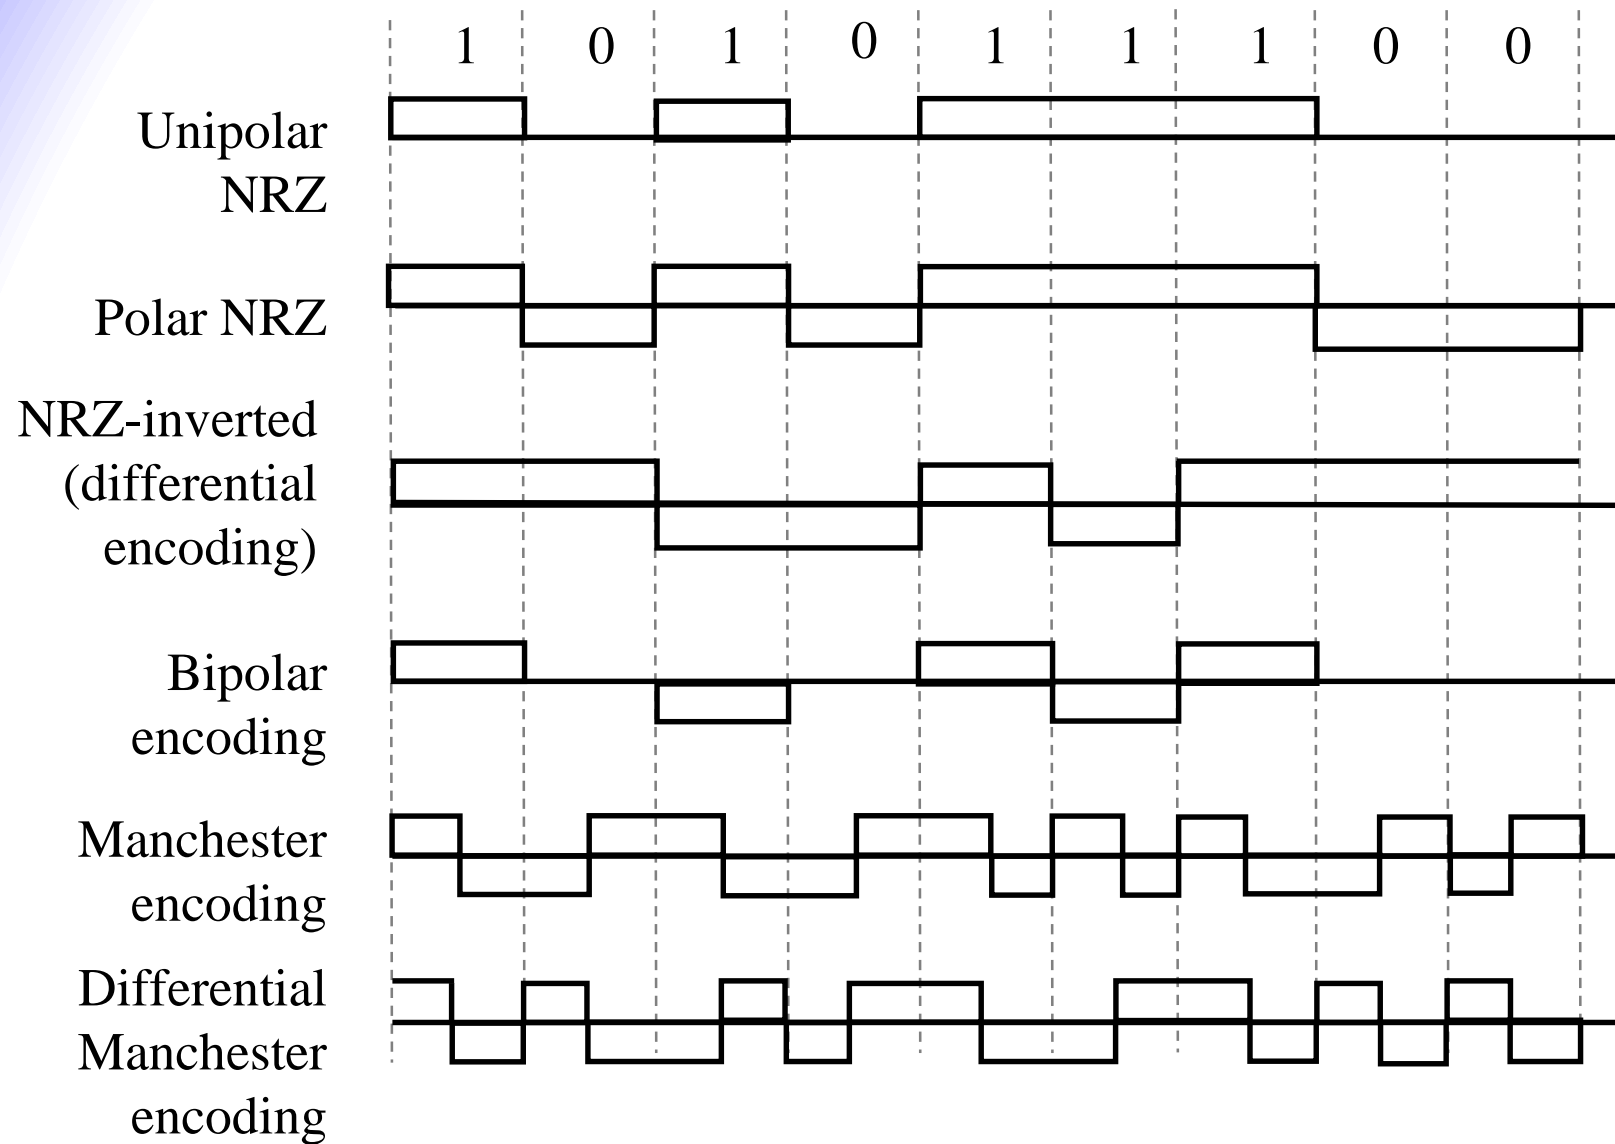 1 0 1 0 1 1 1 0 0
Unipolar
NRZ
Polar NRZ
NRZ-inverted
(differential
encoding)
Bipolar
encoding
Manchester
encoding
Differential
Manchester
encoding